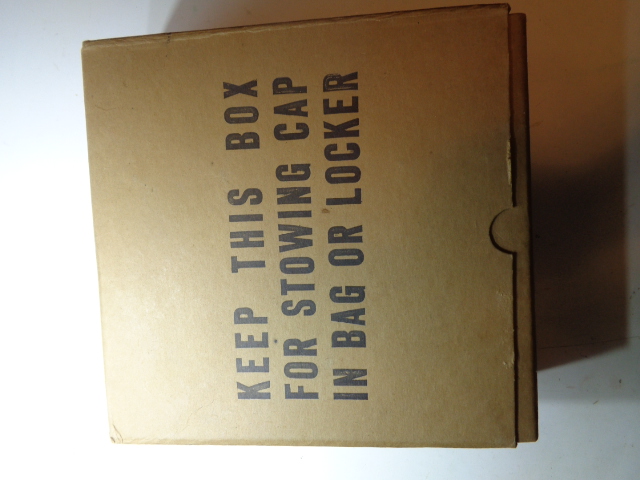 KEEP THIS BOX
FOR STOWING CAP
IN BAG OR LOCKER